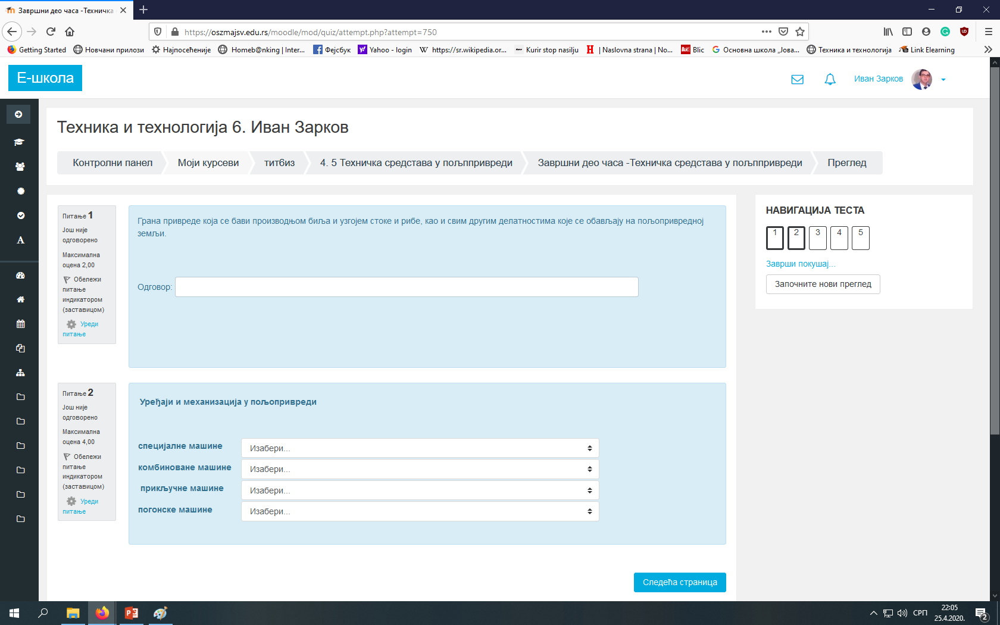 Завршни део часа -Техничка
https://oszmajsv.edu.rs/moodle/mod/quiz/attempt.php?attempt=750
Getting Started
Новчани прилози
Најпосећеније
Homeb@nking | Inter...
Фејсбук
Yahoo - login
https://sr.wikipedia.or...
Kurir stop nasilju
| Naslovna strana | No...
Blic
Основна школа „Јова...
Техника и технологија
Link Elearning
Е-школа
Иван Зарков
Техника и технологија 6. Иван Зарков
Контролни панел
Моји курсеви
тит6из
4. 5 Техничка средстава у пољппривреди
Завршни део часа -Техничка средстава у пољппривреди
Преглед
Питање 1
Још није
одговорено
Максимална
оцена 2,00
Обележи
питање
индикатором
(заставицом)
Уреди
питање
Грана привреде која се бави производњом биља и узгојем стоке и рибе, као и свим другим делатностима које се обављају на пољопривредној
земљи.
Одговор:
Питање 2
Још није
одговорено
Максимална
оцена 4,00
Обележи
питање
индикатором
(заставицом)
Уреди
питање
Уређаји и механизација у пољопривреди
специјалне машине Изабери...
комбиноване машине Изабери...
прикључне машине Изабери...
погонске машине Изабери...
Следећа страница
НАВИГАЦИЈА ТЕСТА
1 2 3 4 5
Заврши покушај...
Започните нови преглед
СРП
22:05
25.4.2020.
2